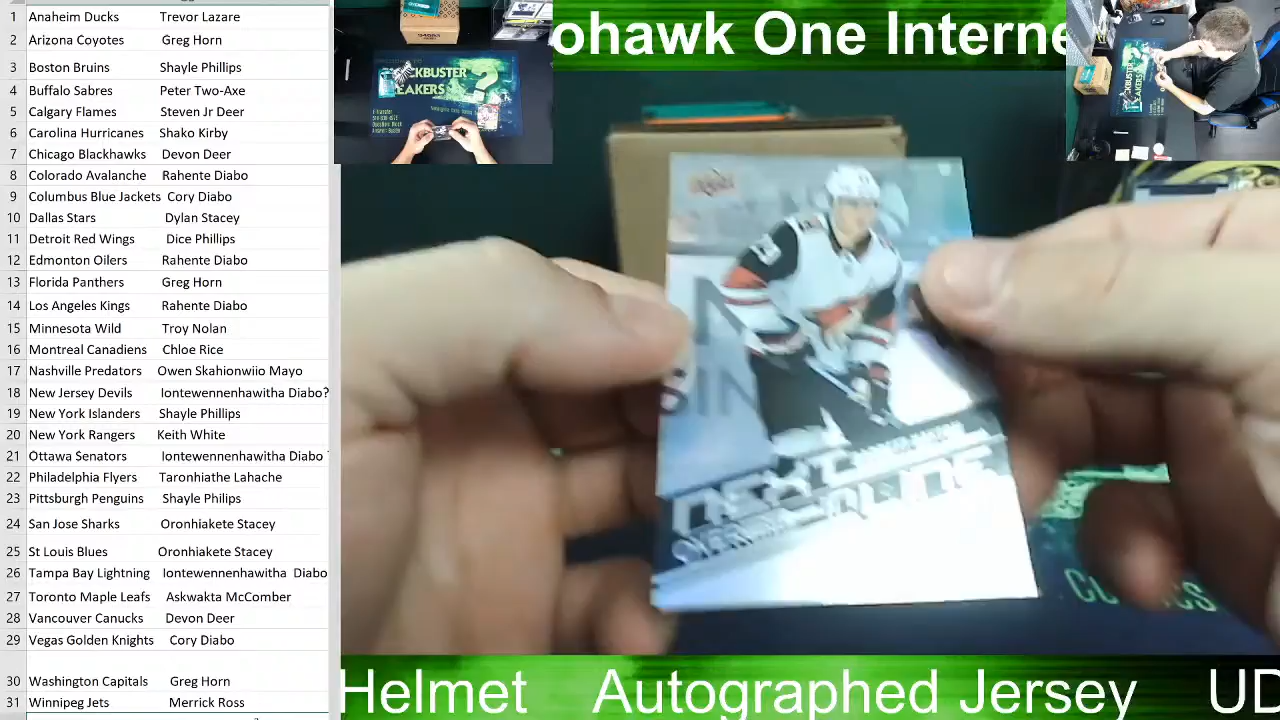 1 Anaheim Ducks Trevor Lazare
2 Arizona Coyotes Greg Horn
3 Boston Bruins Shayle Phillips
4 Buffalo Sabres Peter Two-Axe
5 Calgary Flames Steven Jr Deer
6 Carolina Hurricanes Shako Kirby
7 Chicago Blackhawks Devon Deer
8 Colorado Avalanche Rahente Diabo
9 Columbus Blue Jackets Cory Diabo
10 Dallas Stars Dylan Stacey
11 Detroit Red Wings Dice Phillips
12 Edmonton Oilers Rahente Diabo
13 Florida Panthers Greg Horn
14 Los Angeles Kings Rahente Diabo
15 Minnesota Wild Troy Nolan
16 Montreal Canadiens Chloe Rice
17 Nashville Predators Owen Skahionwiio Mayo
18 New Jersey Devils Iontewennenhawitha Diabo?
19 New York Islanders Shayle Phillips
20 New York Rangers Keith White
21 Ottawa Senators Iontewennenhawitha Diabo
22 Philadelphia Flyers Taronhiathe Lahache
23 Pittsburgh Penguins Shayle Philips
24 San Jose Sharks Oronhiakete Stacey
25 St Louis Blues Oronhiakete Stacey
26 Tampa Bay Lightning Iontewennenhawitha Diabo
27 Toronto Maple Leafs Askwakta McComber
28 Vancouver Canucks Devon Deer
29 Vegas Golden Knights Cory Diabo
30 Washington Capitals Greg Horn
31 Winnipeg Jets Merrick Ross
ohawk One Interne
CKBUSTER
EAKERS ?
Helmet Autographed Jersey UD